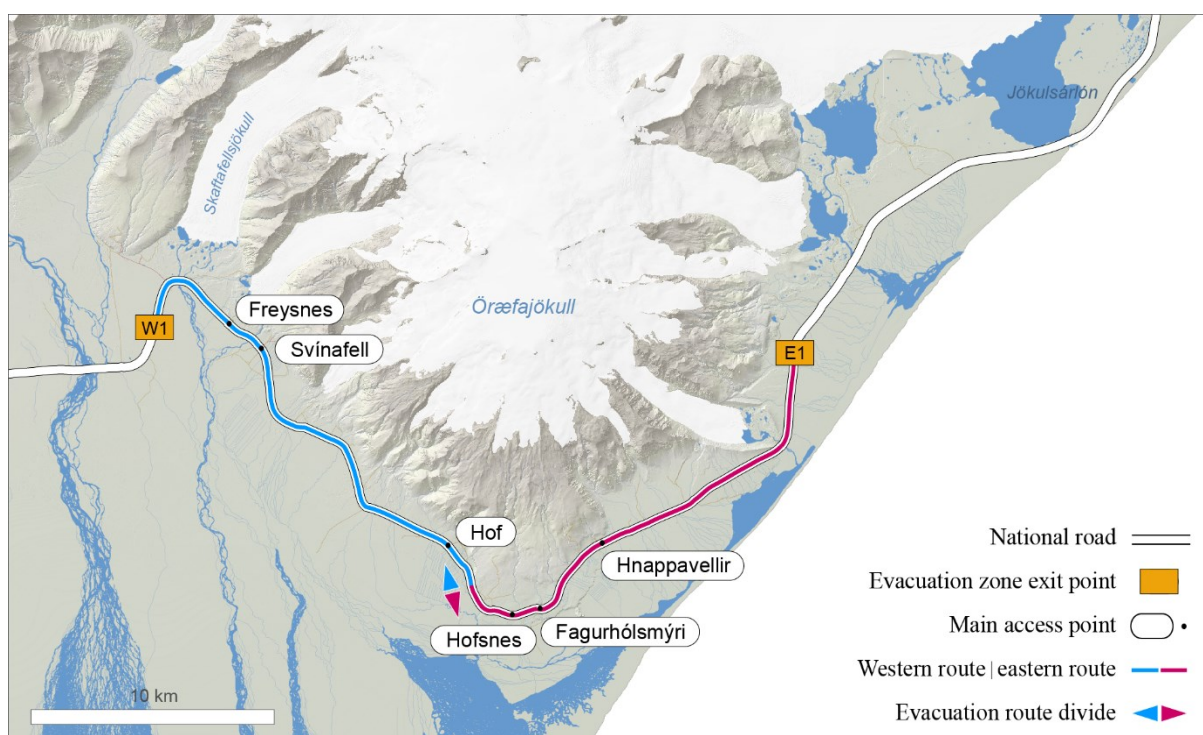 Jökulsárlón
Skaftafellsjökull
Freysnes
Öræfajökull
W1
Svínafell
E1
Hof
Hnappavellir
Fagurhólsmýri
Hofsnes
National road
Evacuation zone exit point
Main access point
Western route | eastern route
Evacuation route divide
10 km